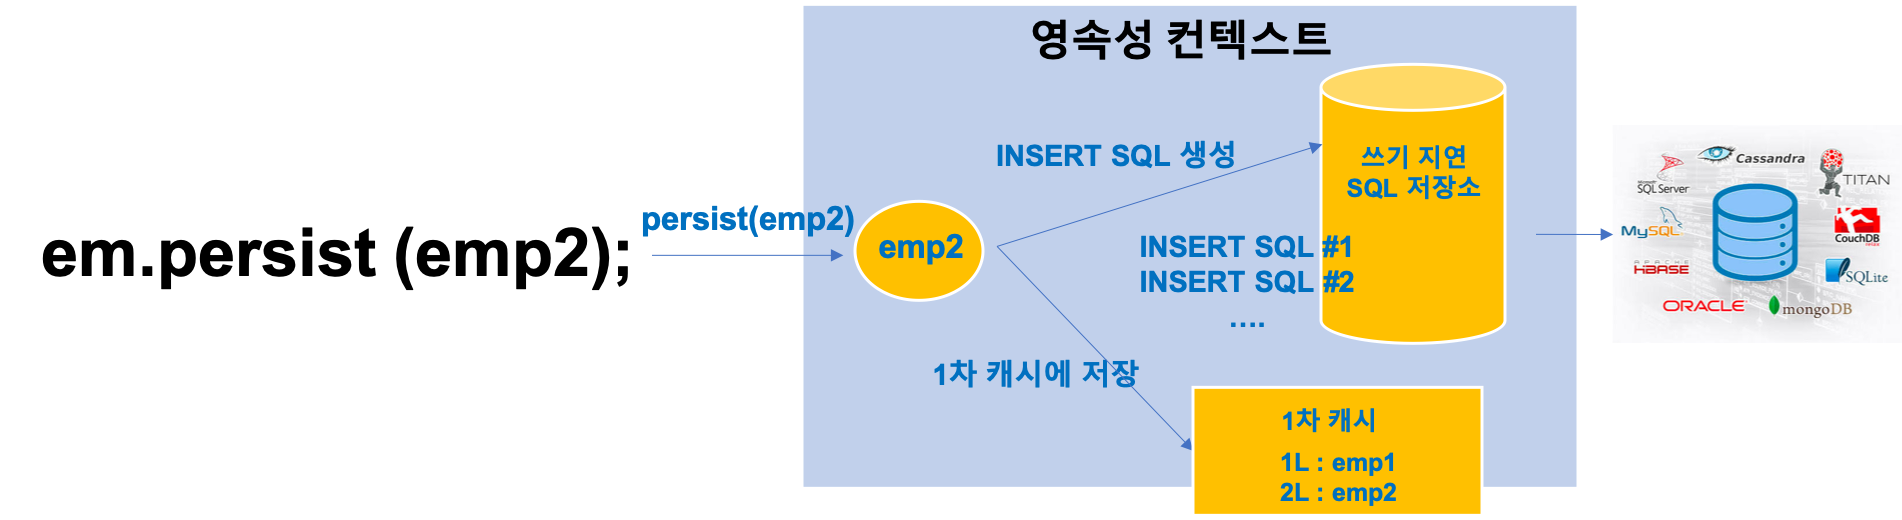 영속성 컨텍스트
em.persist (emp2);
persist(emp2)
emp2
INSERT SQL 생성
쓰기 지연
SQL 저장소
INSERT SQL #1
INSERT SQL #2
....
1차 캐시에 저장
1차 캐시
1L : emp1
2L : emp2
Cassandra
SQL Server
TITAN
MySQL
CouchDB
APACHE
HBASE
SQLite
ORACLE
mongoDB